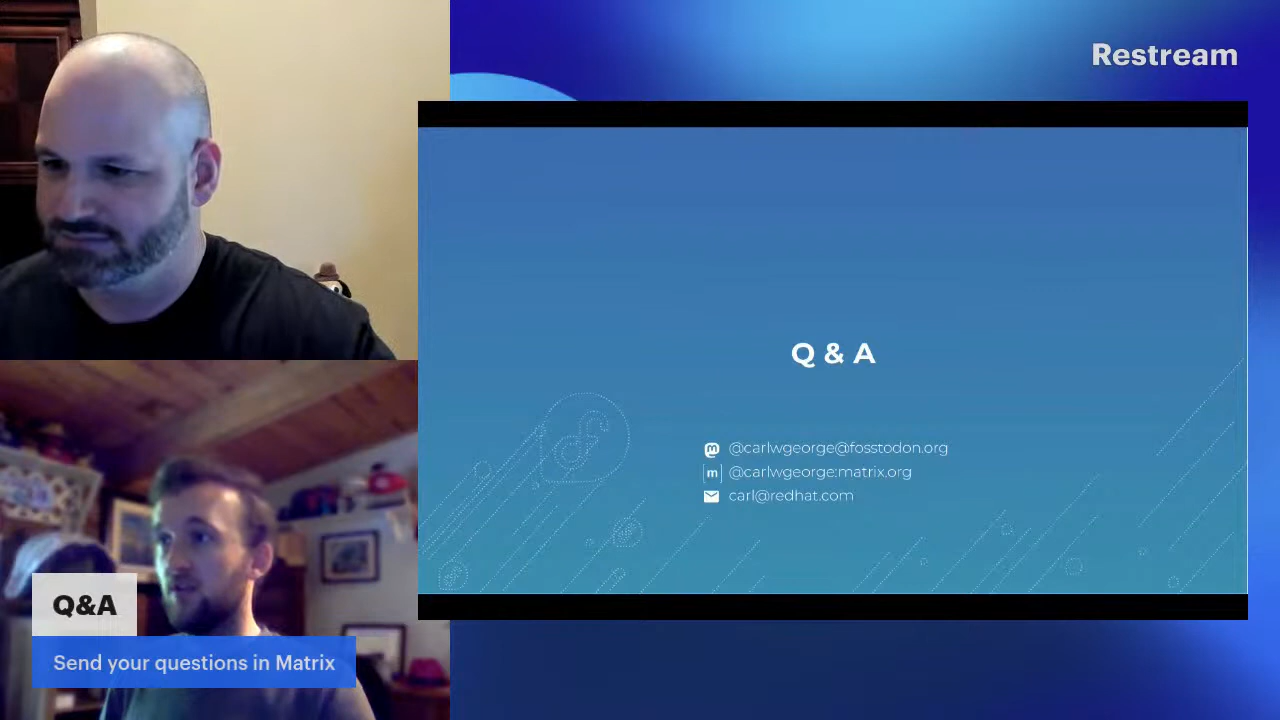 Restream
Q & A
@carlwgeorge@fosstodon.org
m @carlwgeorge:matrix.org
carl@redhat.com
Q&A
Send your questions in Matrix